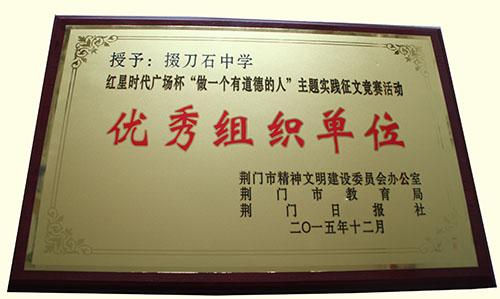 授予：掇刀石中学
红星时代广场杯“做一个有道德的人”主题实践征文竞赛活动
优秀组织单位
荆门市精神文明建设委员会办公室
荆门市教育局
荆门日报社
二〇一五年十二月